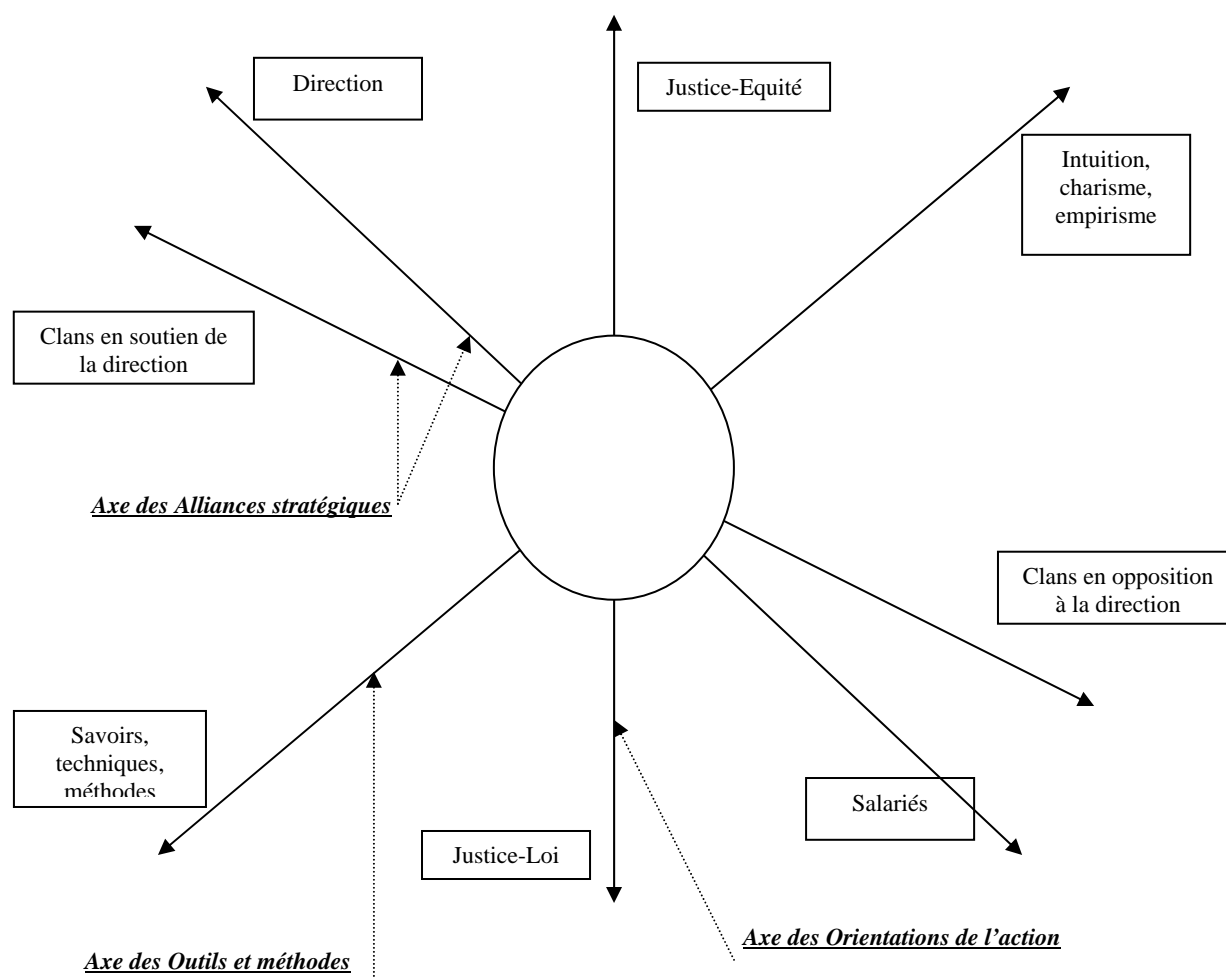 Direction
Justice-Equité
Intuition,
charisme,
empirisme
Clans en soutien de
la direction
Axe des Alliances stratégiques
Clans en opposition
à la direction
Savoirs,
techniques,
méthodes
Salariés
Justice-Loi
Axe des Orientations de l’action
Axe des Outils et méthodes